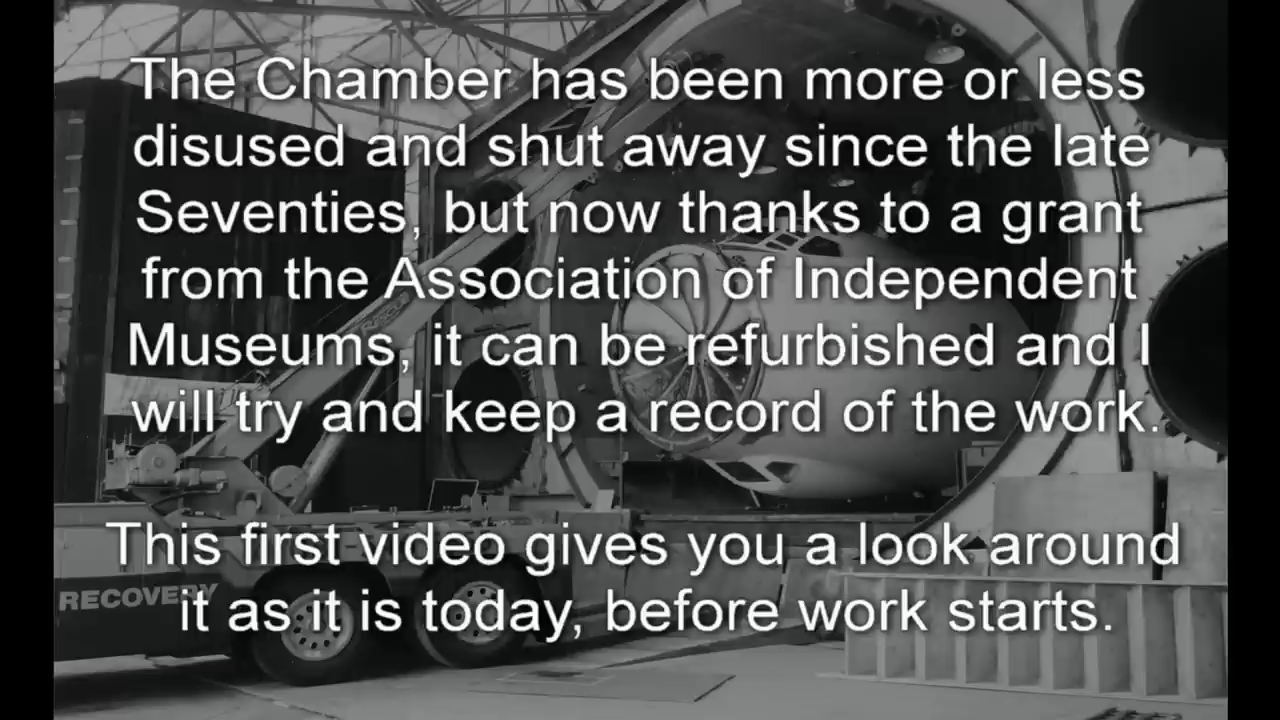 The Chamber has been more or less
disused and shut away since the late
Seventies, but now thanks to a grant
from the Association of Independent
Museums, it can be refurbished and I
will try and keep a record of the work.
This first video gives you a look around
it as it is today, before work starts.
RECOVERY